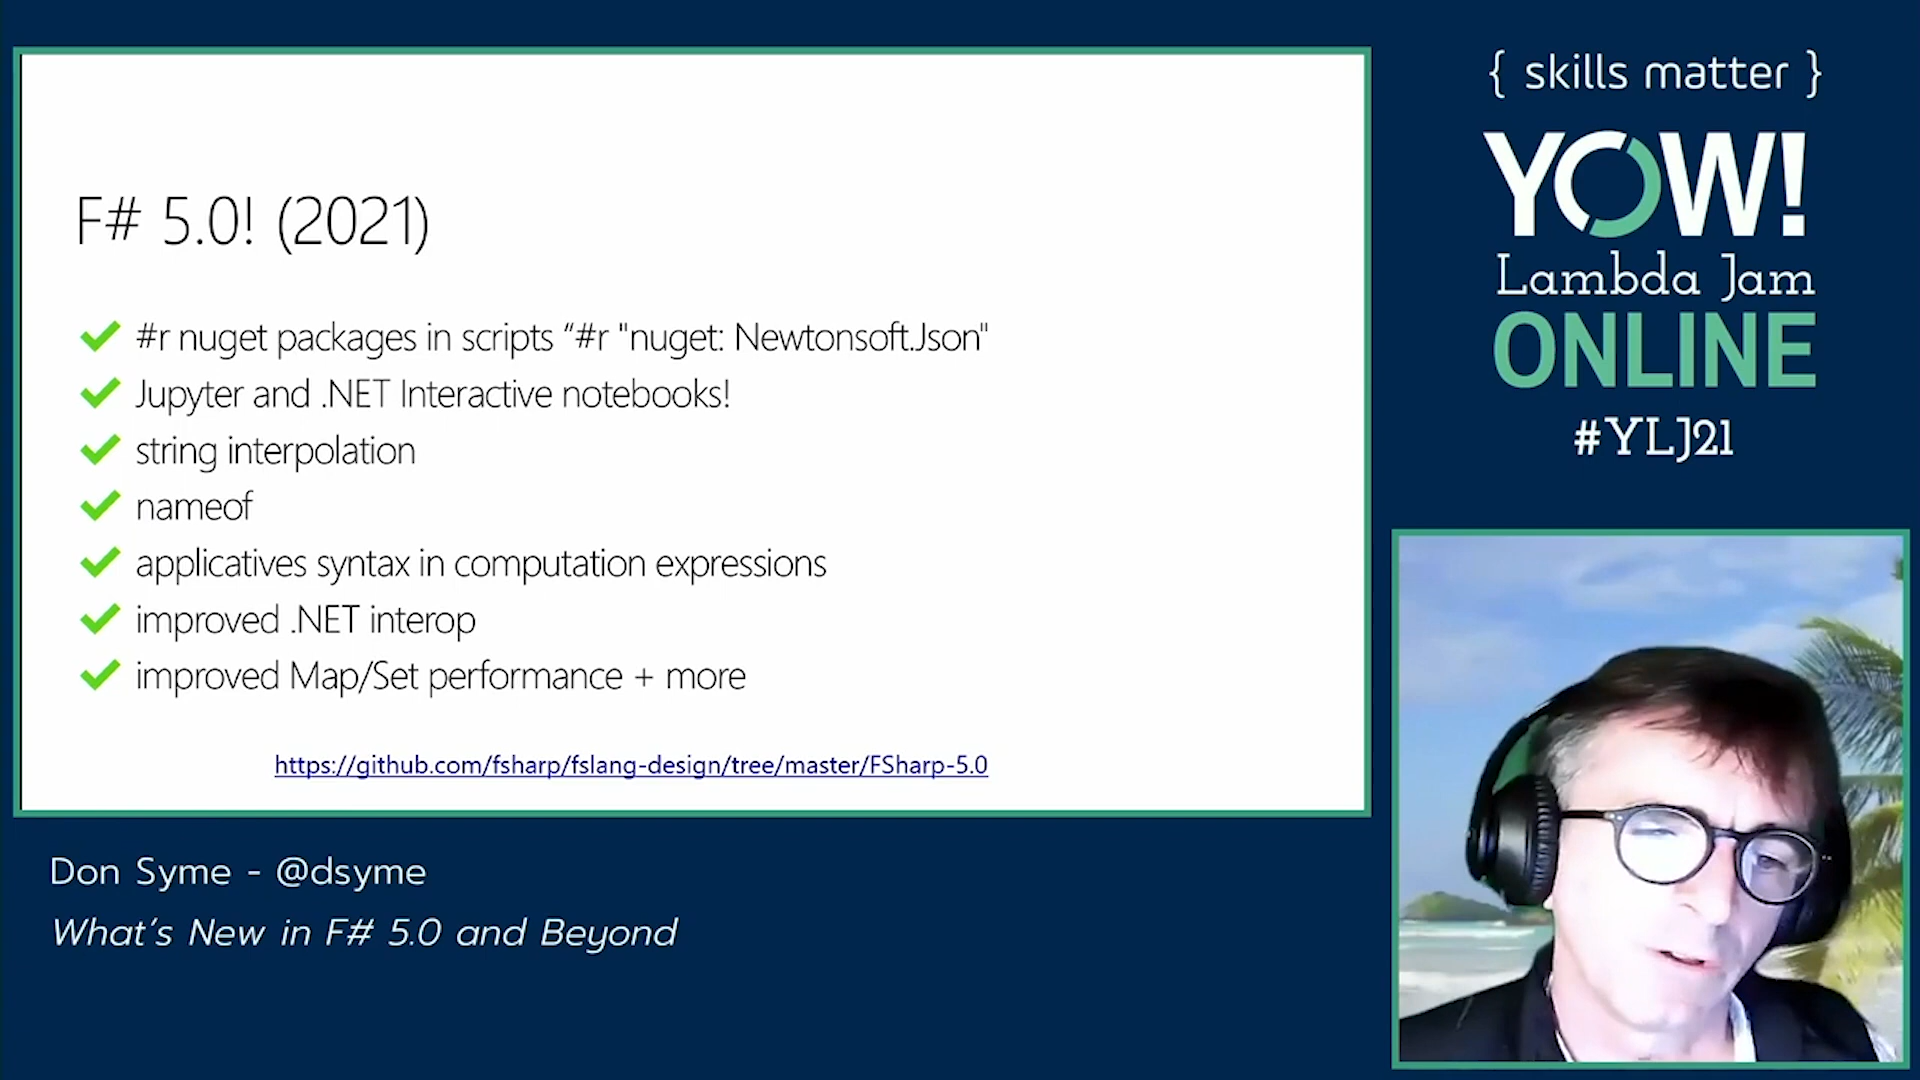 F# 5.0! (2021)
#r nuget packages in scripts “#r "nuget: Newtonsoft.Json"
Jupyter and .NET Interactive notebooks!
string interpolation
nameof
applicatives syntax in computation expressions
improved .NET interop
improved Map/Set performance + more
https://github.com/fsharp/fslang-design/tree/master/FSharp-5.0
Don Syme - @dsyme
What's New in F# 5.0 and Beyond
{ skills matter }
YOW!
Lambda Jam
ONLINE
#YLJ21